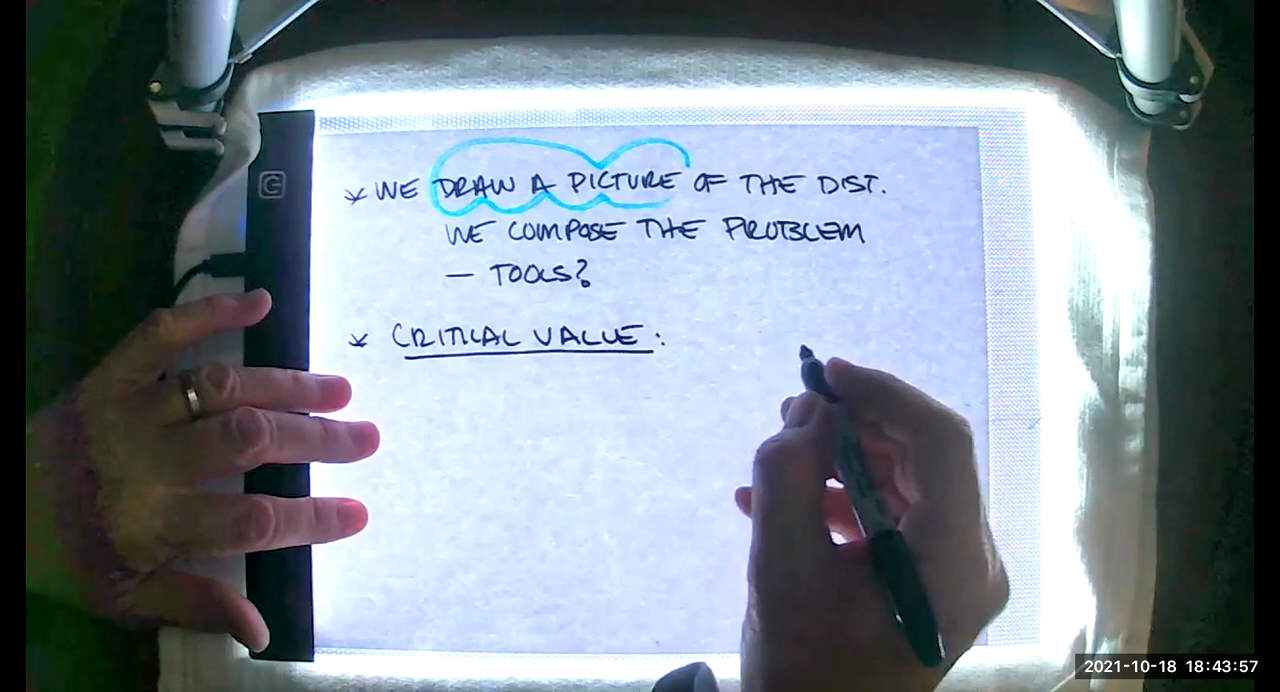 * WE DRAW A PICTURE OF THE DIST.
WE COMPOSE THE PROBLEM
— TOOLS?
* CRITICAL VALUE:
2021-10-18 18:43:57